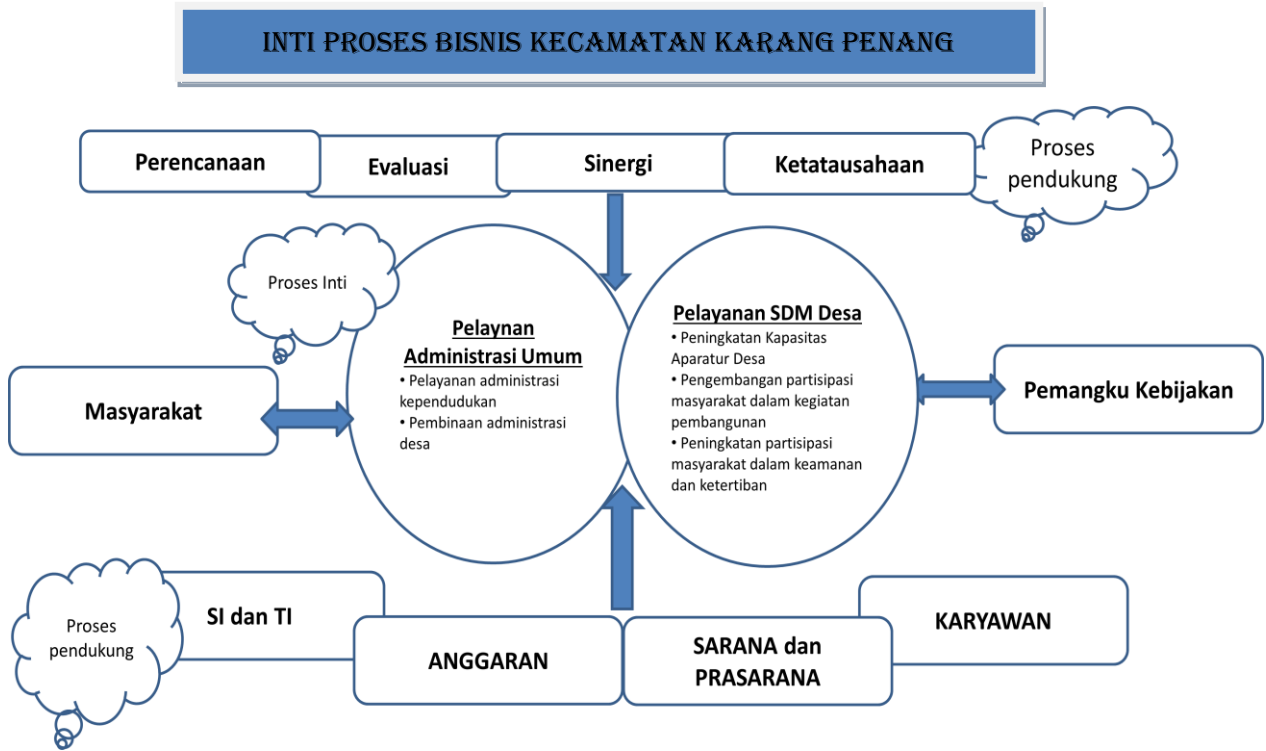 INTI PROSES BISNIS KECAMATAN KARANG PENANG
Perencanaan
Evaluasi
Sinergi
Ketatausahaan
Proses
pendukung
Proses Inti
Pelaynan
Administrasi Umum
• Pelayanan administrasi
kependudukan
• Pembinaan administrasi
desa
Pelayanan SDM Desa
• Peningkatan Kapasitas
Aparatur Desa
• Pengembangan partisipasi
masyarakat dalam kegiatan
pembangunan
• Peningkatan partisipasi
masyarakat dalam keamanan
dan ketertiban
Masyarakat
Pemangku Kebijakan
Proses
pendukung
SI dan TI
ANGGARAN
SARANA dan
PRASARANA
KARYAWAN